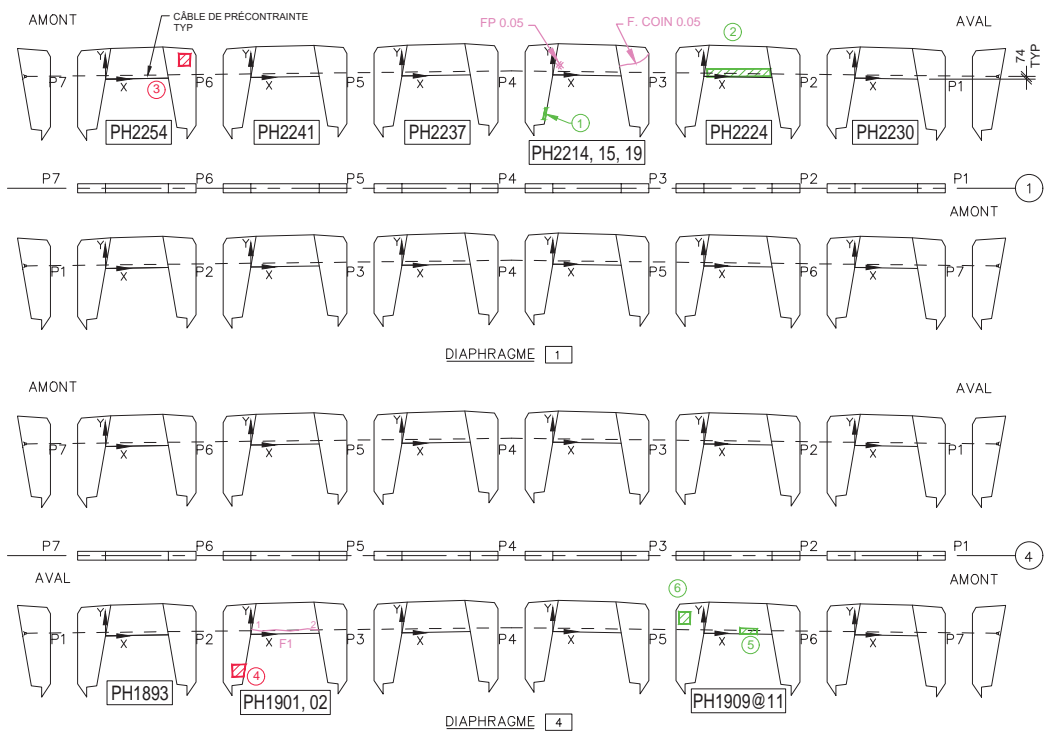 AMONT
CÂBLE DE PRÉCONTRAINTE
TYP
FP 0.05
F. COIN 0.05
2
AVAL
Y Y Y Y Y Y
P7 X P6 X P5 X P4 X P3 X P2 X P1
74
TYP
3
1
PH2254 PH2241 PH2237 PH2214, 15, 19 PH2224 PH2230
P7 P6 P5 P4 P3 P2 P1 1
AMONT
Y Y Y Y Y Y
P1 X P2 X P3 X P4 X P5 X P6 X P7
DIAPHRAGME 1
AMONT AVAL
Y Y Y Y Y Y
P7 X P6 X P5 X P4 X P3 X P2 X P1
P7 P6 P5 P4 P3 P2 P1 4
AVAL 6 AMONT
Y Y Y Y Y Y
1 2
P1 X P2 F1 P3 X P4 X P5 X P6 X P7
4 5
PH1893 PH1901, 02 PH1909@11
DIAPHRAGME 4